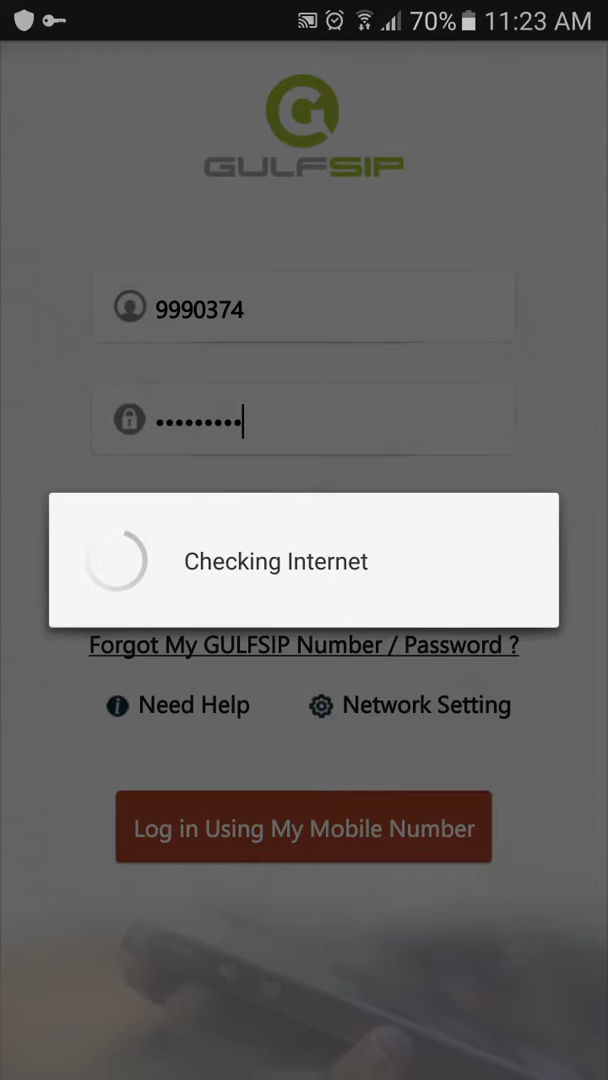 70% 11:23 AM
GULFSIP
9990374
•••••••••
Checking Internet
Forgot My GULFSIP Number / Password ?
Need Help Network Setting
Log in Using My Mobile Number